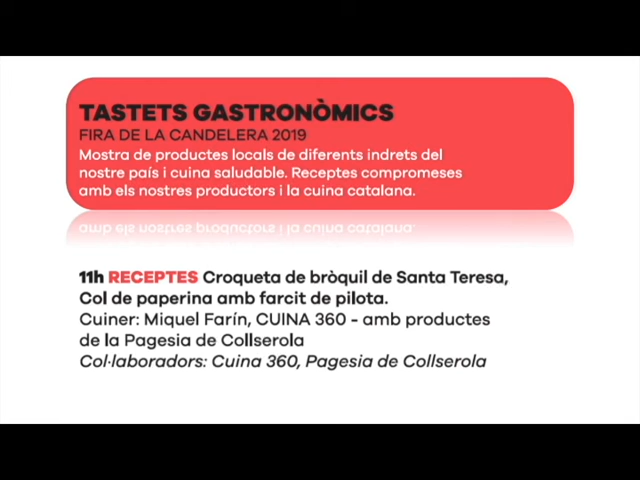 TASTETS GASTRONÒMICS
FIRA DE LA CANDELERA 2019
Mostra de productes locals de diferents indrets del
nostre país i cuina saludable. Receptes compromeses
amb els nostres productors i la cuina catalana.
11h RECEPTES Croqueta de bròquil de Santa Teresa,
Col de paperina amb farcit de pilota.
Cuiner: Miquel Farín, CUINA 360 - amb productes
de la Pagesia de Collserola
Col·laboradors: Cuina 360, Pagesia de Collserola